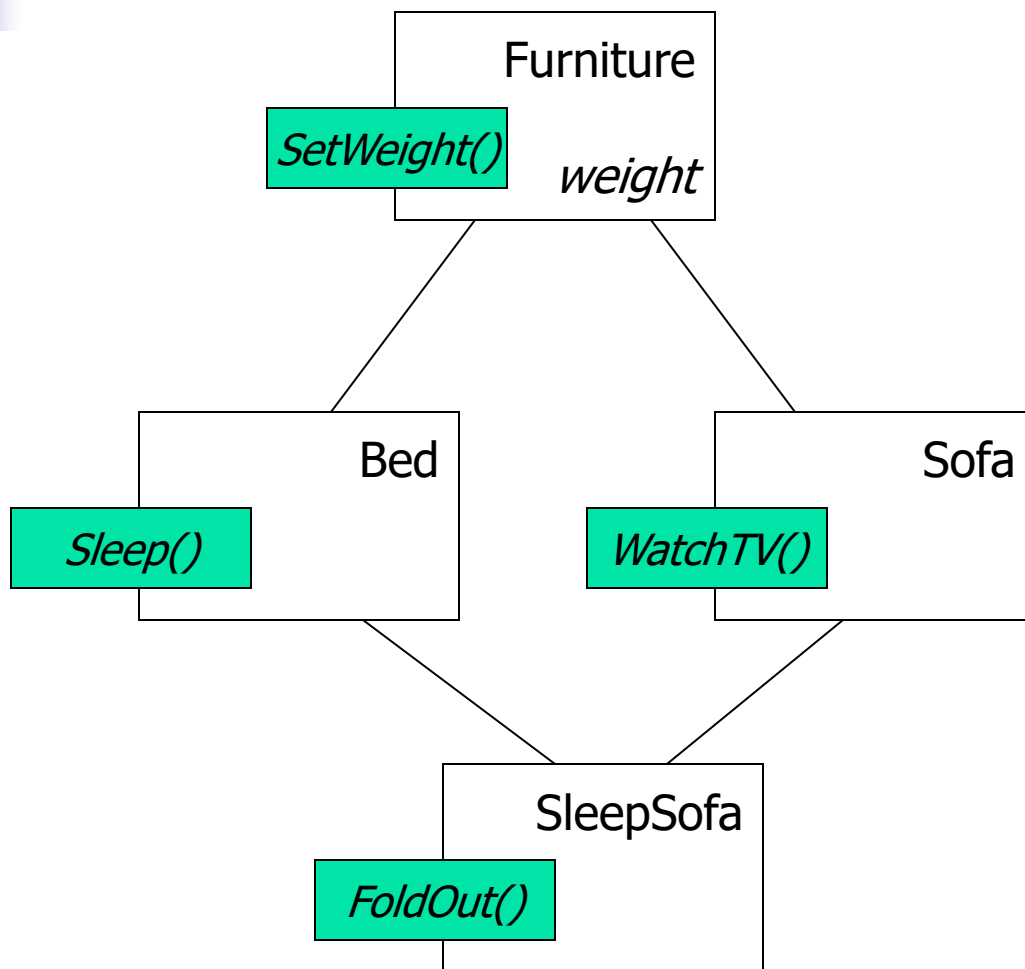 Furniture
SetWeight()
weight
Bed
Sofa
Sleep()
WatchTV()
SleepSofa
FoldOut()